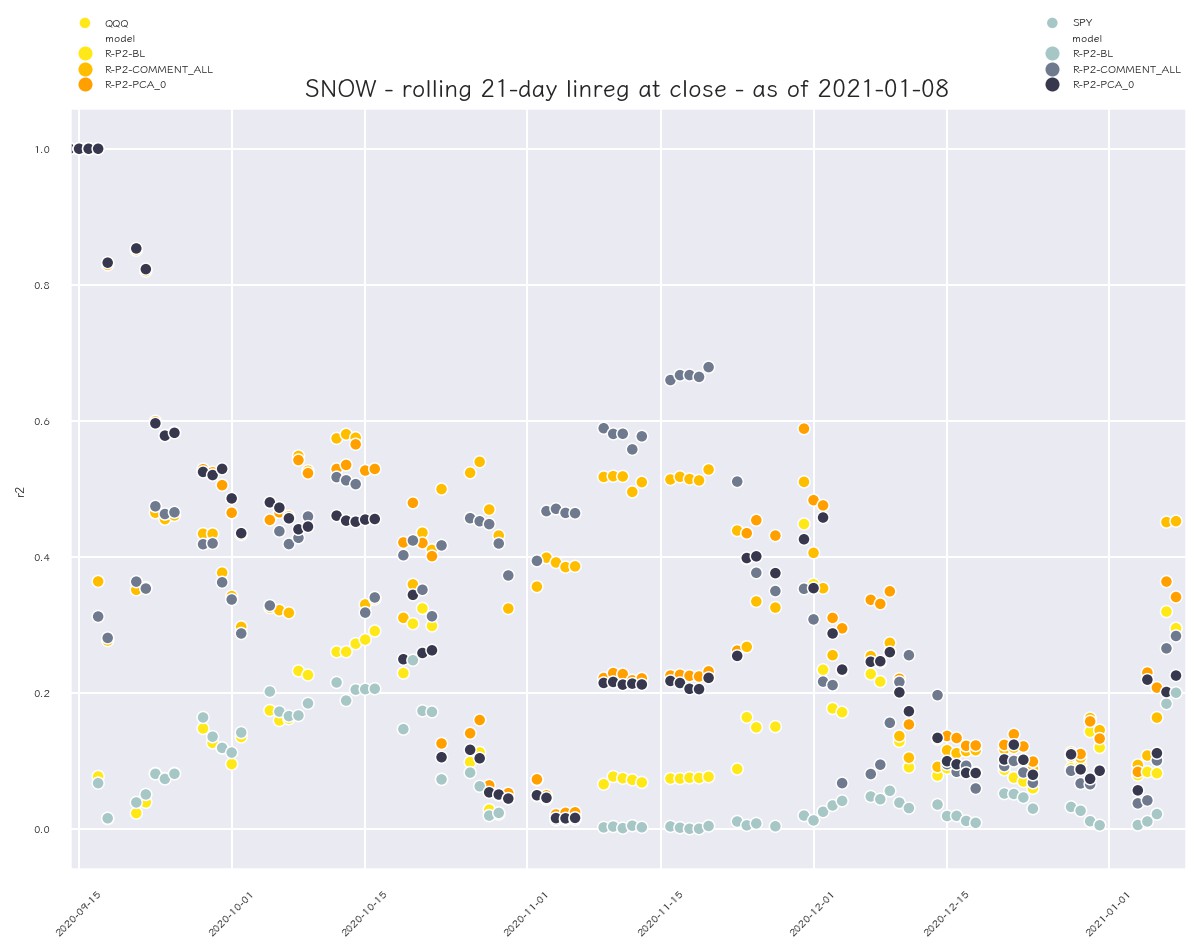 QQQ
model
R-P2-BL
R-P2-COMMENT_ALL
R-P2-PCA_0
SPY
model
R-P2-BL
R-P2-COMMENT_ALL
R-P2-PCA_0
SNOW - rolling 21-day linreg at close - as of 2021-01-08
1.0
0.8
0.6
0.4
0.2
0.0
r2
2020-09-15
2020-10-01
2020-10-15
2020-11-01
2020-11-15
2020-12-01
2020-12-15
2021-01-01